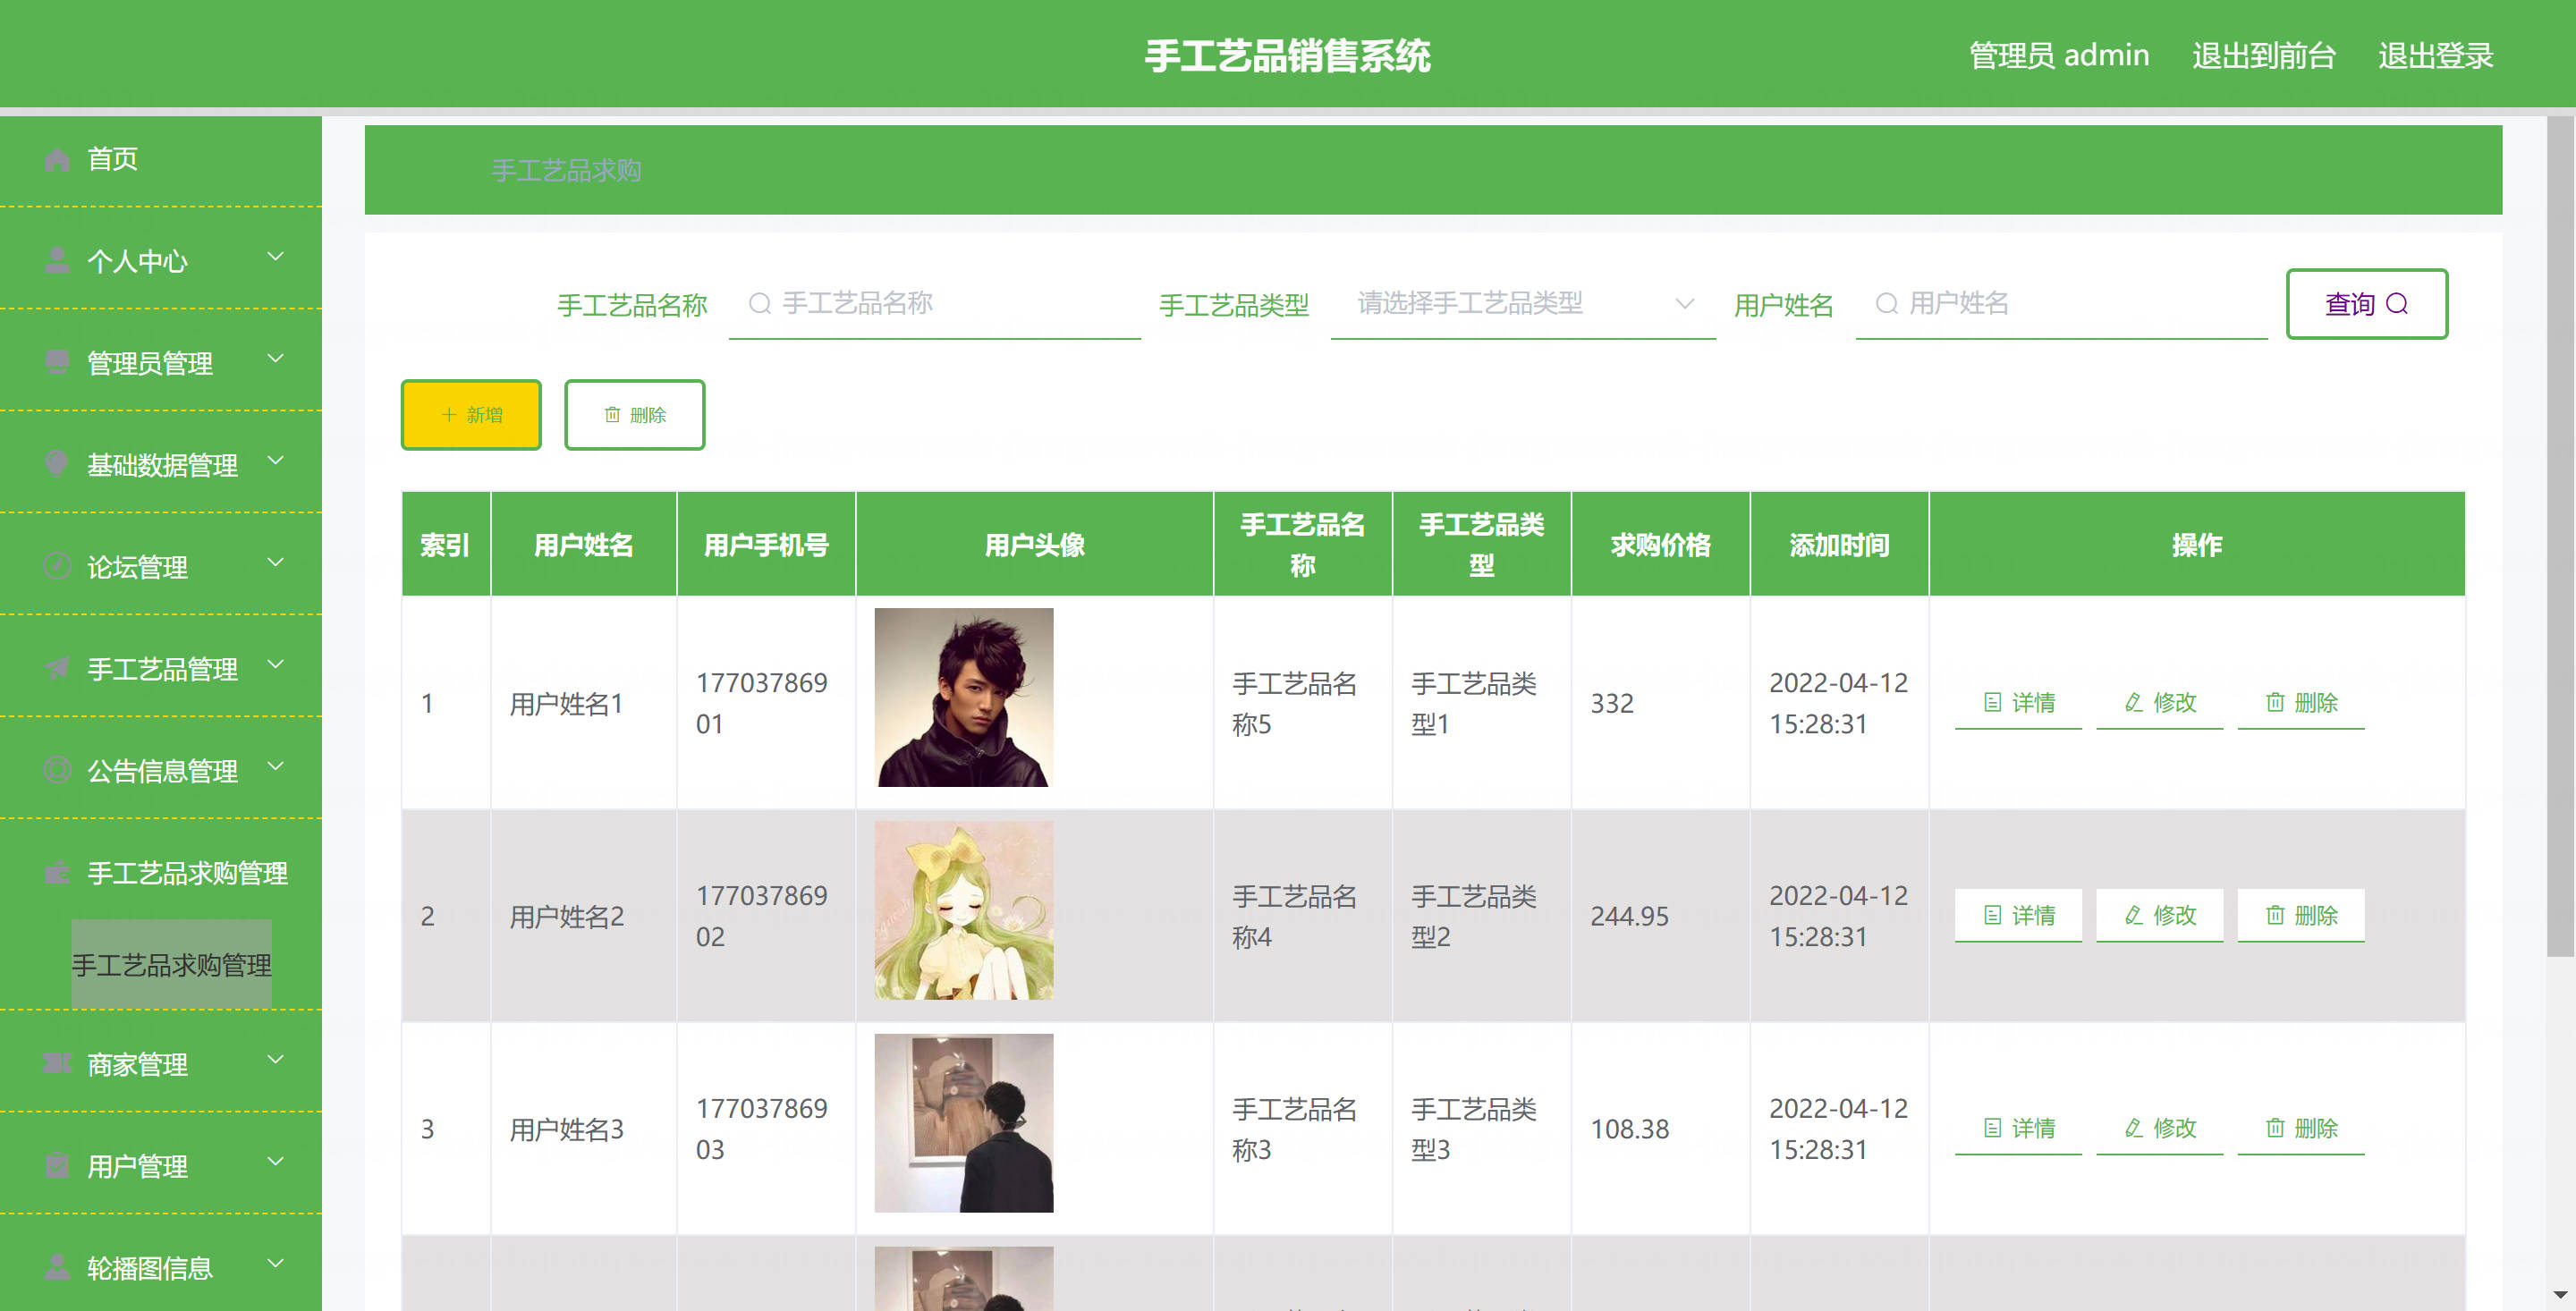 手工艺品销售系统
管理员 admin 退出到前台 退出登录
首页
个人中心
管理员管理
基础数据管理
论坛管理
手工艺品管理
公告信息管理
手工艺品求购管理
手工艺品求购管理
商家管理
用户管理
轮播图信息
手工艺品求购
手工艺品名称 手工艺品名称 手工艺品类型 请选择手工艺品类型 用户姓名 用户姓名 查询
新增 删除
索引 用户姓名 用户手机号 用户头像 手工艺品名称 手工艺品类型 求购价格 添加时间 操作
1 用户姓名1 17703786901 手工艺品名称5 手工艺品类型1 332 2022-04-12 15:28:31 详情 修改 删除
2 用户姓名2 17703786902 手工艺品名称4 手工艺品类型2 244.95 2022-04-12 15:28:31 详情 修改 删除
3 用户姓名3 17703786903 手工艺品名称3 手工艺品类型3 108.38 2022-04-12 15:28:31 详情 修改 删除